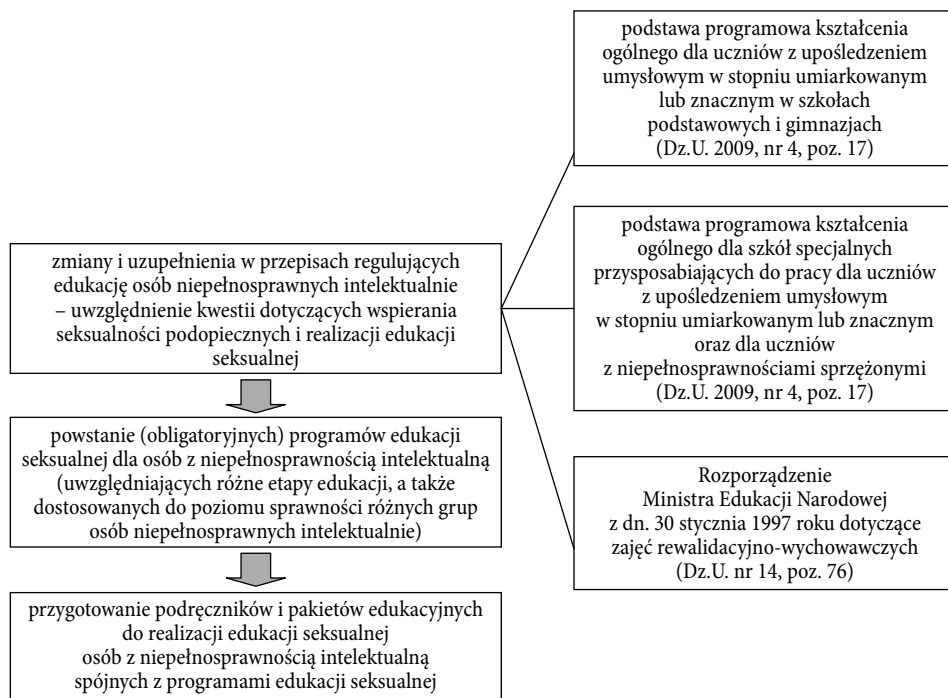 podstawa programowa kształcenia
ogólnego dla uczniów z upośledzeniem
umysłowym w stopniu umiarkowanym
lub znacznym w szkołach
podstawowych i gimnazjach
(Dz.U. 2009, nr 4, poz. 17)
podstawa programowa kształcenia
ogólnego dla szkół specjalnych
przysposabiających do pracy dla uczniów
z upośledzeniem umysłowym
w stopniu umiarkowanym lub znacznym
oraz dla uczniów
z niepełnosprawnościami sprzężonymi
(Dz.U. 2009, nr 4, poz. 17)
zmiany i uzupełnienia w przepisach regulujących
edukację osób niepełnosprawnych intelektualnie
– uwzględnienie kwestii dotyczących wspierania
seksualności podopiecznych i realizacji edukacji
seksualnej
powstanie (obligatoryjnych) programów edukacji
seksualnej dla osób z niepełnosprawnością intelektualną
(uwzględniających różne etapy edukacji, a także
dostosowanych do poziomu sprawności różnych grup
osób niepełnosprawnych intelektualnie)
Rozporządzenie
Ministra Edukacji Narodowej
z dn. 30 stycznia 1997 roku dotyczące
zajęć rewalidacyjno-wychowawczych
(Dz.U. nr 14, poz. 76)
przygotowanie podręczników i pakietów edukacyjnych
do realizacji edukacji seksualnej
osób z niepełnosprawnością intelektualną
spójnych z programami edukacji seksualnej